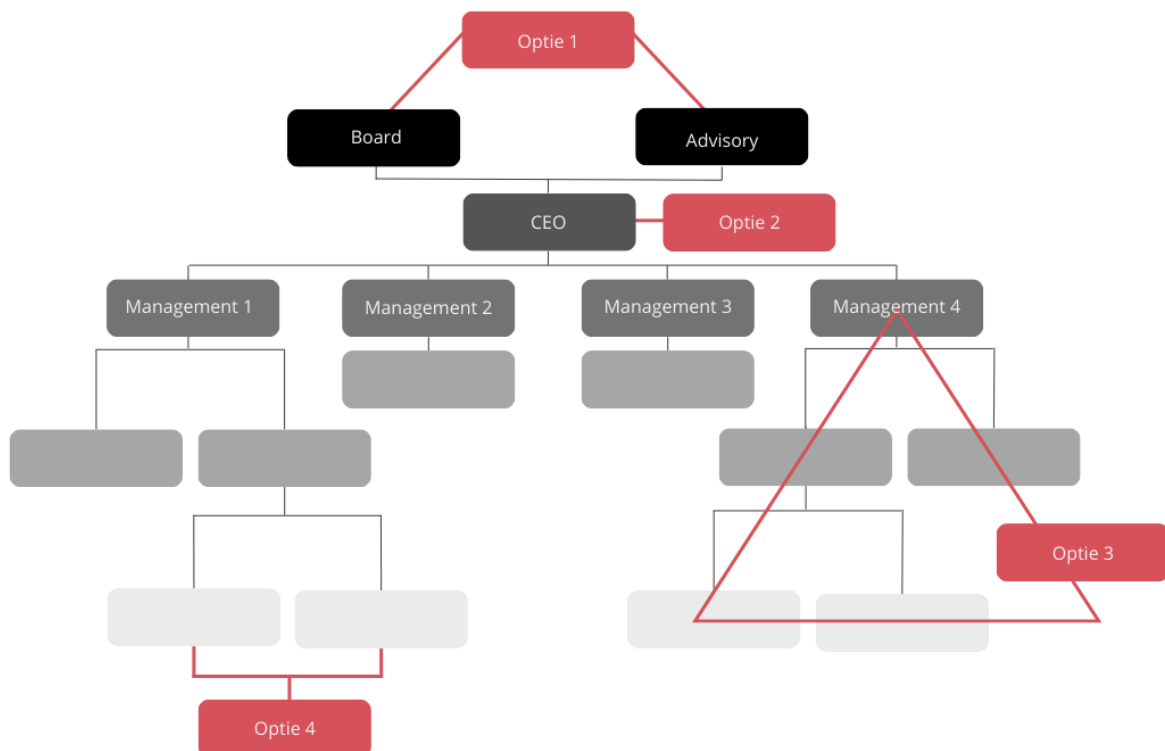 Optie 1
Board
Advisory
CEO
Optie 2
Management 1
Management 2
Management 3
Management 4
Optie 3
Optie 4